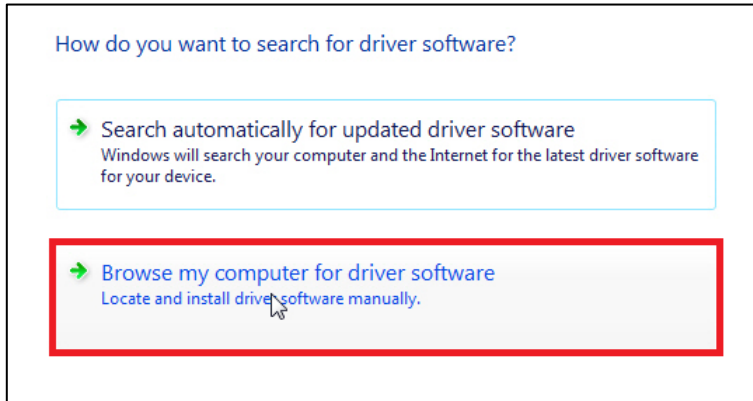 How do you want to search for driver software?
Search automatically for updated driver software
Windows will search your computer and the Internet for the latest driver software
for your device.
Browse my computer for driver software
Locate and install driver software manually.